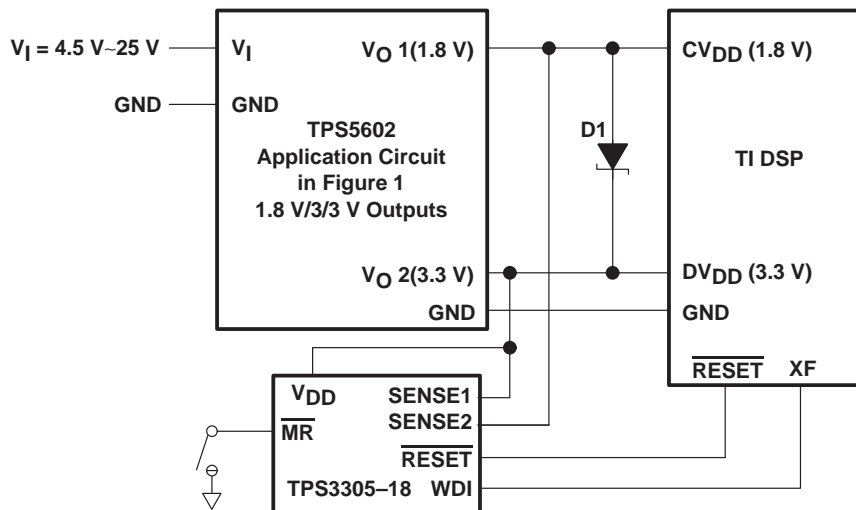 V_I = 4.5 V~25 V
V_I
V_O 1(1.8 V)
CV_DD (1.8 V)
GND
GND
TPS5602
Application Circuit
in Figure 1
1.8 V/3/3 V Outputs
D1
TI DSP
V_O 2(3.3 V)
DV_DD (3.3 V)
GND
GND
RESET
XF
V_DD
SENSE1
SENSE2
MR
RESET
TPS3305–18
WDI